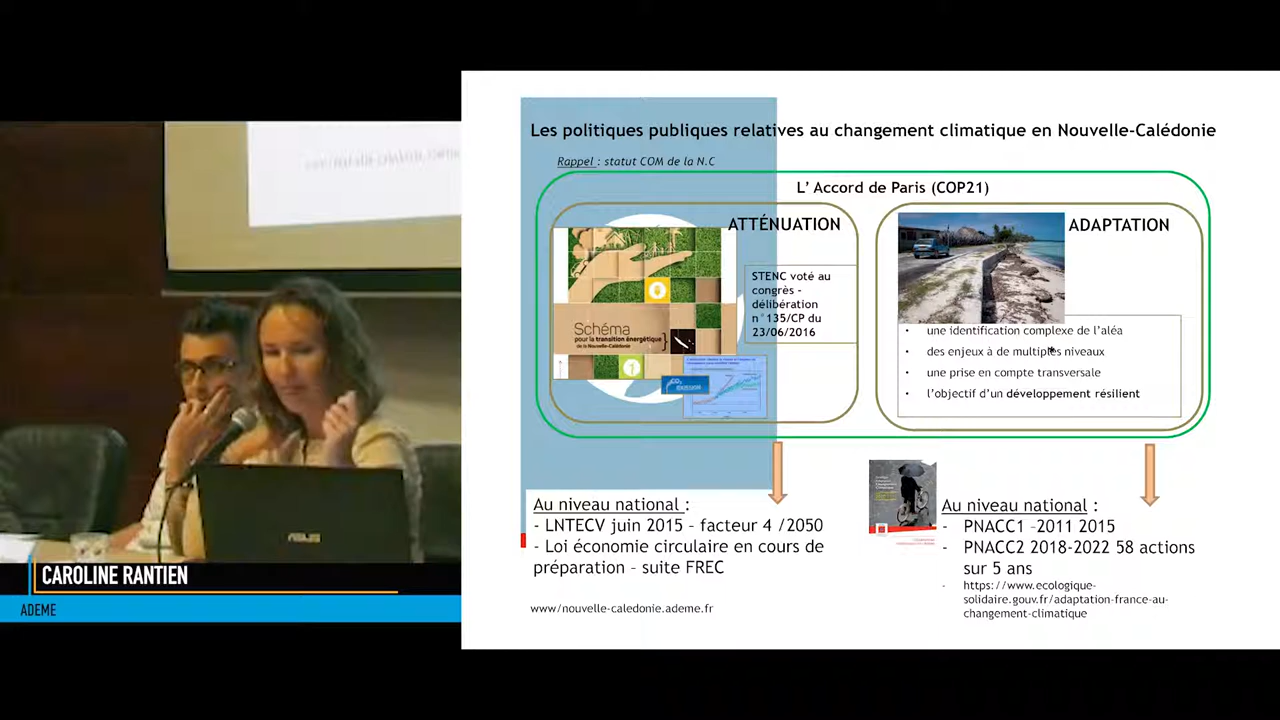 Les politiques publiques relatives au changement climatique en Nouvelle-Calédonie
Rappel : statut COM de la N.C
L' Accord de Paris (COP21)
ATTÉNUATION
STENC voté au
congrès -
délibération
n°135/CP du
23/06/2016
Schéma
pour la transition énergétique
de la Nouvelle-Calédonie
ADAPTATION
• une identification complexe de l'aléa
• des enjeux à de multiples niveaux
• une prise en compte transversale
• l'objectif d'un développement résilient
Au niveau national :
- LNTECV juin 2015 - facteur 4 /2050
- Loi économie circulaire en cours de
préparation - suite FREC
www/nouvelle-caledonie.ademe.fr
Au niveau national :
- PNACC1 -2011 2015
- PNACC2 2018-2022 58 actions
sur 5 ans
- https://www.ecologique-
solidaire.gouv.fr/adaptation-france-au-
changement-climatique
ASUS
CAROLINE RANTIEN
ADEME